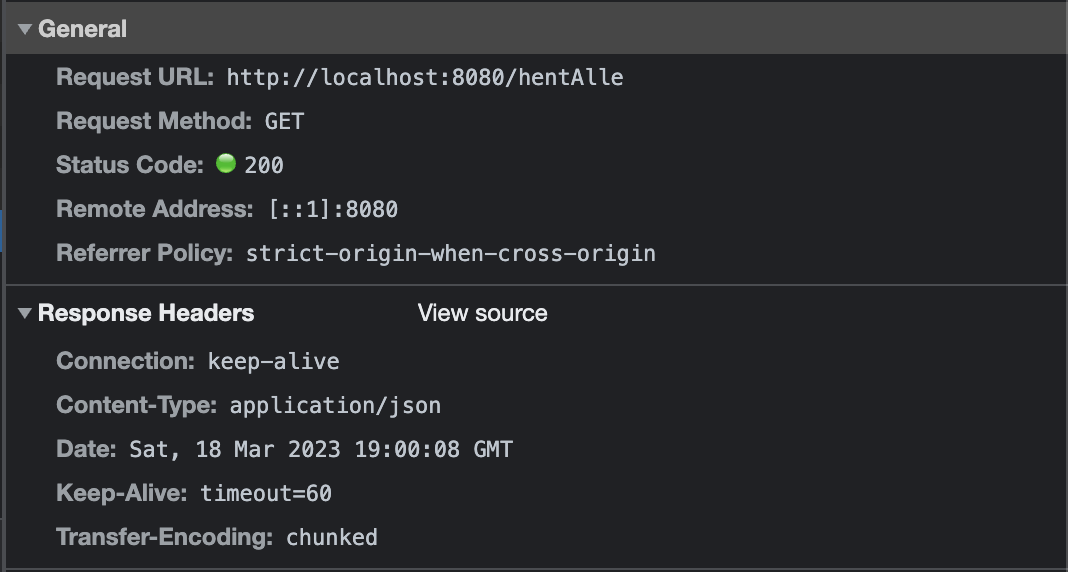 General
Request URL: http://localhost:8080/hentAlle
Request Method: GET
Status Code: 200
Remote Address: [::1]:8080
Referrer Policy: strict-origin-when-cross-origin
Response Headers View source
Connection: keep-alive
Content-Type: application/json
Date: Sat, 18 Mar 2023 19:00:08 GMT
Keep-Alive: timeout=60
Transfer-Encoding: chunked